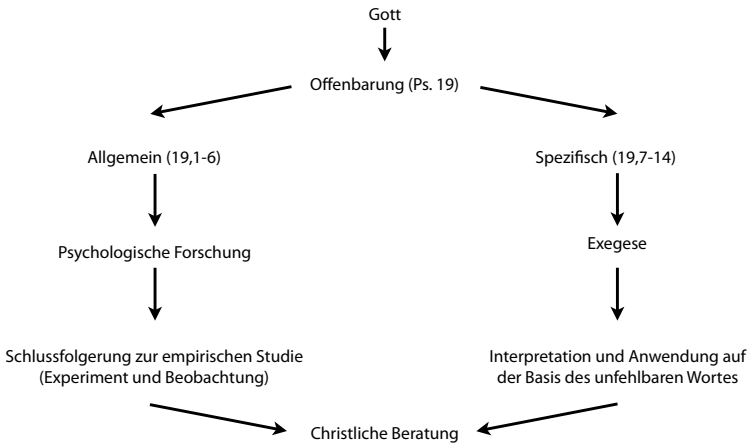 Gott
Offenbarung (Ps. 19)
Allgemein (19,1-6)
Spezifisch (19,7-14)
Psychologische Forschung
Exegese
Schlussfolgerung zur empirischen Studie
(Experiment und Beobachtung)
Interpretation und Anwendung auf
der Basis des unfehlbaren Wortes
Christliche Beratung